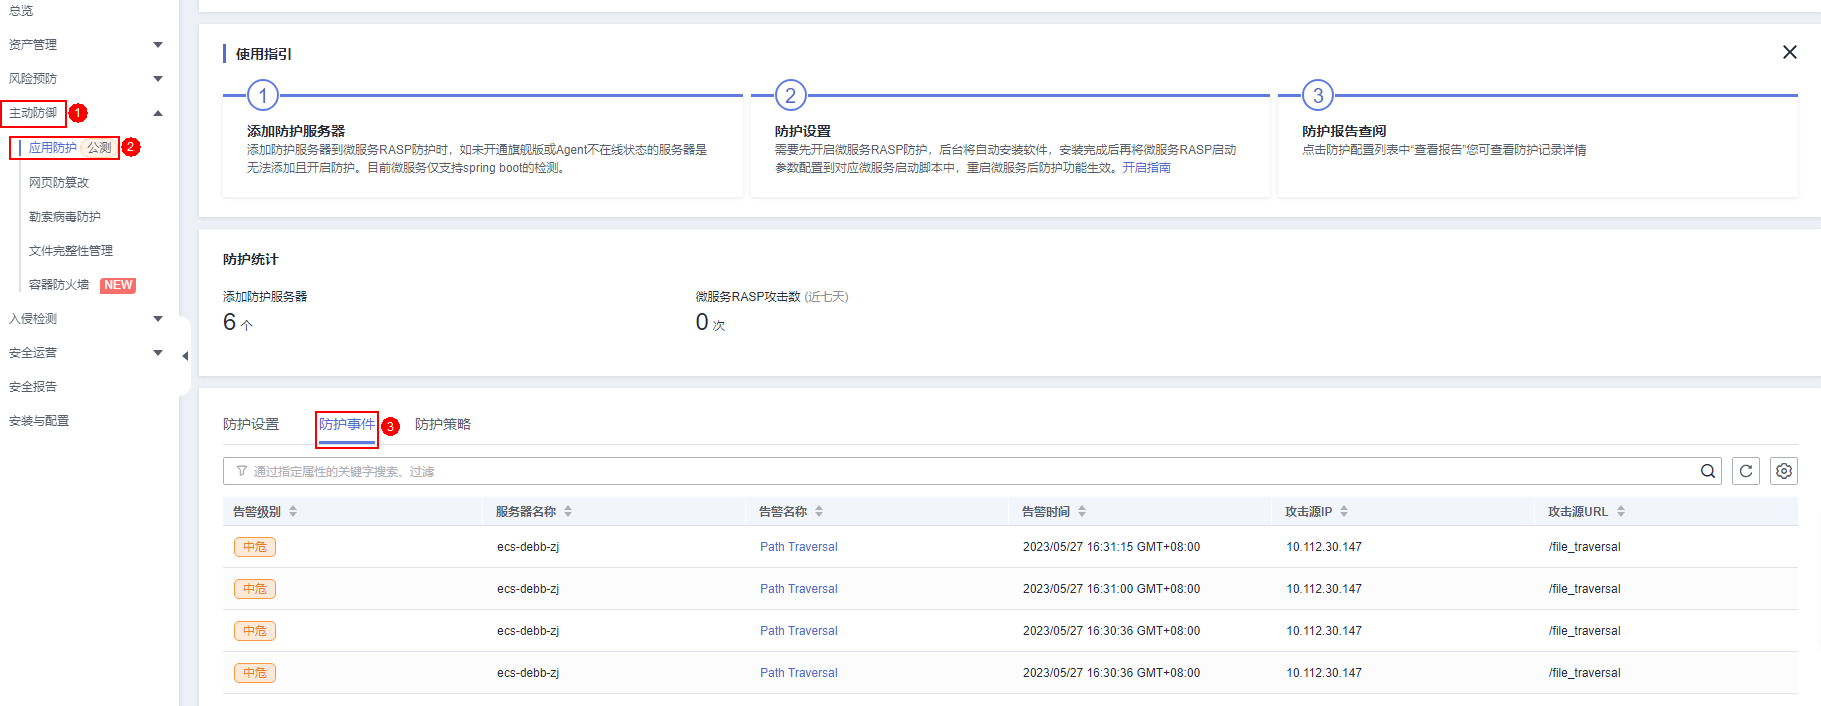 总览
资产管理
风险预防
主动防御 1
应用防护 公测 2
网页防篡改
勒索病毒防护
文件完整性管理
容器防火墙 NEW
入侵检测
安全运营
安全报告
安装与配置
使用指引
1
添加防护服务器
添加防护服务器到微服务RASP防护时，如未开通旗舰版或Agent不在线状态的服务器是
无法添加且开启防护。目前微服务仅支持spring boot的检测。
2
防护设置
需要先开启微服务RASP防护，后台将自动安装软件，安装完成后再将微服务RASP启动
参数配置到对应微服务启动脚本中，重启微服务后防护功能生效。开启指南
3
防护报告查阅
点击防护配置列表中“查看报告”您可查看防护记录详情
防护统计
添加防护服务器
6 个
微服务RASP攻击数 (近七天)
0 次
防护设置 防护事件 3 防护策略
通过指定属性的关键字搜索、过滤
告警级别 服务器名称 告警名称 告警时间 攻击源IP 攻击源URL
中危 ecs-debb-zj Path Traversal 2023/05/27 16:31:15 GMT+08:00 10.112.30.147 /file_traversal
中危 ecs-debb-zj Path Traversal 2023/05/27 16:31:00 GMT+08:00 10.112.30.147 /file_traversal
中危 ecs-debb-zj Path Traversal 2023/05/27 16:30:36 GMT+08:00 10.112.30.147 /file_traversal
中危 ecs-debb-zj Path Traversal 2023/05/27 16:30:36 GMT+08:00 10.112.30.147 /file_traversal